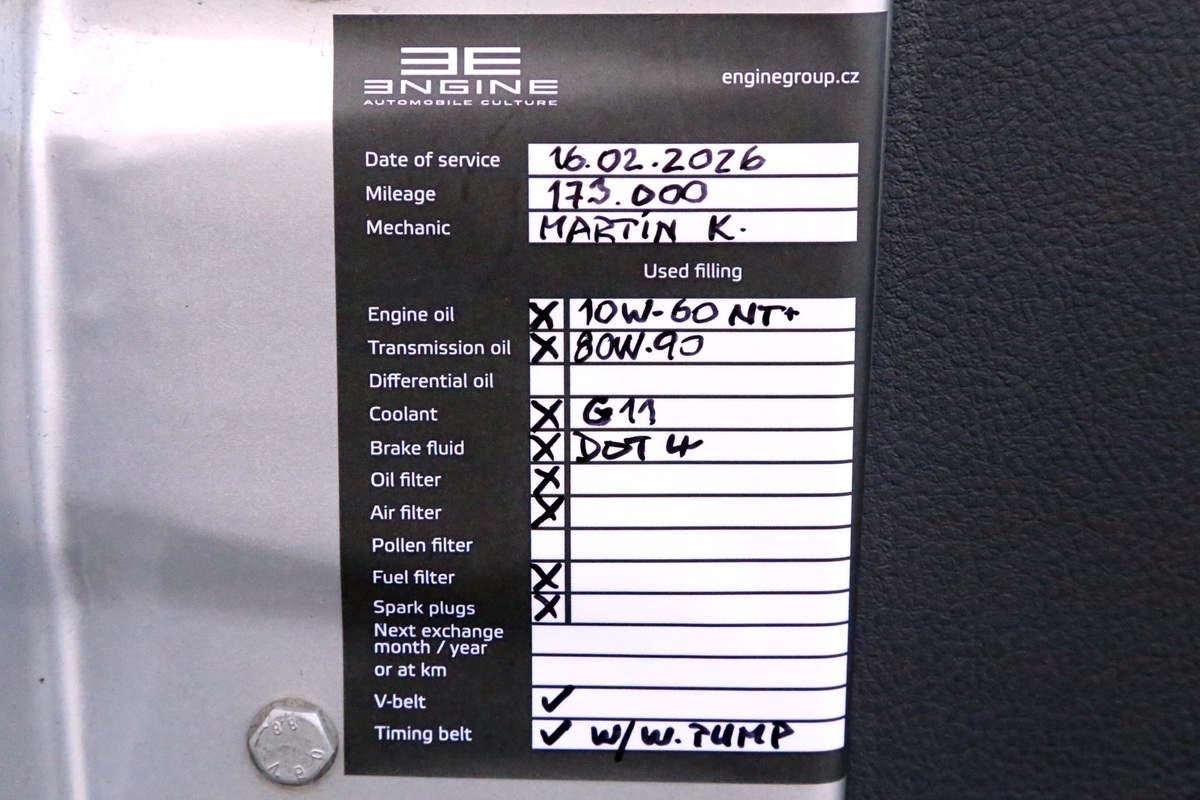 ENGINE
AUTOMOBILE CULTURE
enginegroup.cz
Date of service 16.02.2026
Mileage 173.000
Mechanic MARTIN K.
Used filling
Engine oil X 10W-60 NT+
Transmission oil X 80W-90
Differential oil
Coolant X G11
Brake fluid X DOT 4
Oil filter X
Air filter X
Pollen filter
Fuel filter X
Spark plugs X
Next exchange
month / year
or at km
V-belt ✓
Timing belt ✓ W/W. PUMP
88